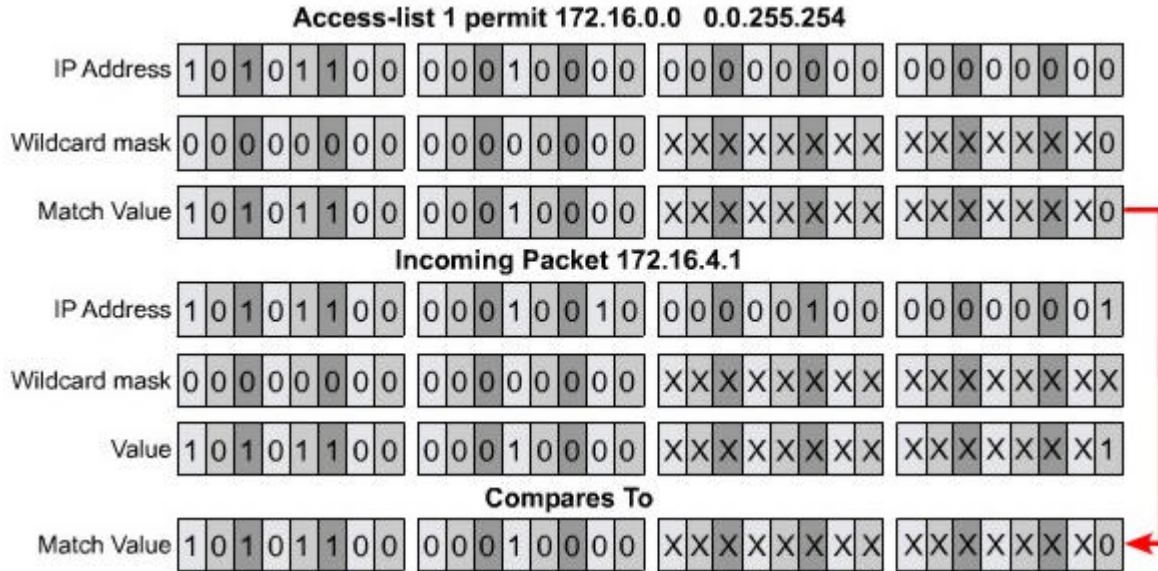 Access-list 1 permit 172.16.0.0 0.0.255.254
IP Address 1 0 1 0 1 1 0 0 0 0 0 1 0 0 0 0 0 0 0 0 0 0 0 0 0 0 0 0 0 0 0 0
Wildcard mask 0 0 0 0 0 0 0 0 0 0 0 0 0 0 0 0 X X X X X X X X X X X X X X X 0
Match Value 1 0 1 0 1 1 0 0 0 0 0 1 0 0 0 0 X X X X X X X X X X X X X X X 0
Incoming Packet 172.16.4.1
IP Address 1 0 1 0 1 1 0 0 0 0 0 1 0 0 1 0 0 0 0 0 0 1 0 0 0 0 0 0 0 0 0 1
Wildcard mask 0 0 0 0 0 0 0 0 0 0 0 0 0 0 0 0 X X X X X X X X X X X X X X X X
Value 1 0 1 0 1 1 0 0 0 0 0 1 0 0 0 0 X X X X X X X X X X X X X X X 1
Compares To
Match Value 1 0 1 0 1 1 0 0 0 0 0 1 0 0 0 0 X X X X X X X X X X X X X X X 0